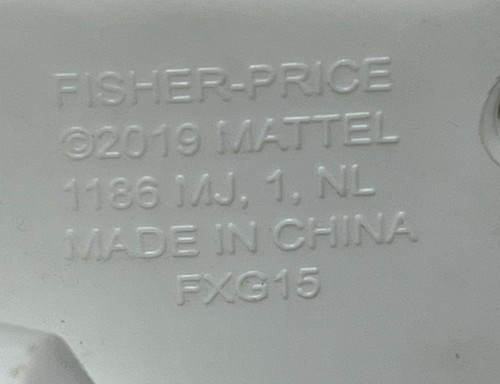 FISHER-PRICE
©2019 MATTEL
1186 MJ, 1, NL
MADE IN CHINA
FXG15